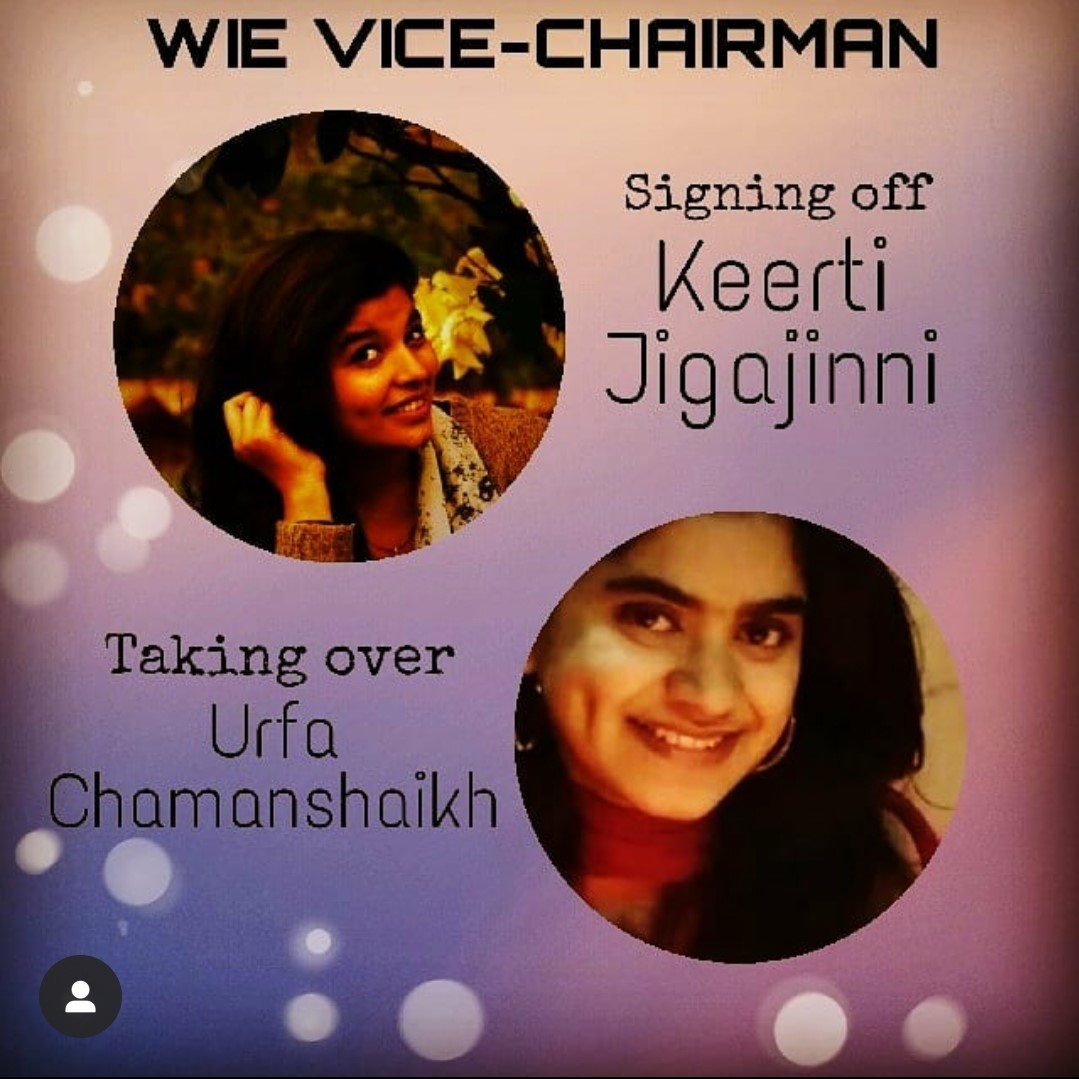 WIE VICE-CHAIRMAN
Signing off
Keerti
Jigajinni
Taking over
Urfa
Chamanshaikh